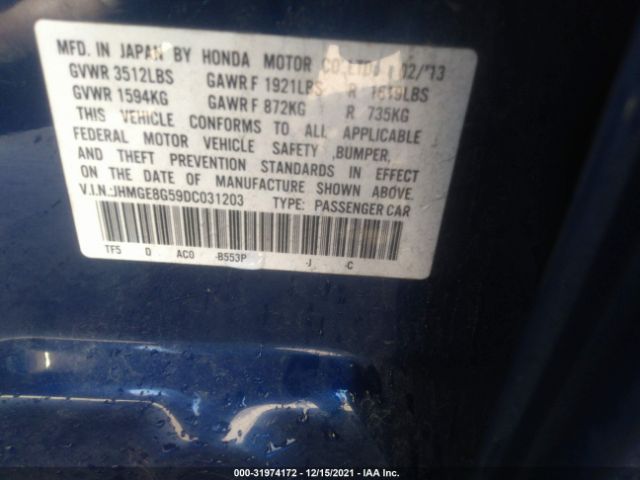 MFD. IN JAPAN BY HONDA MOTOR CO.,LTD. 02/'13
GVWR 3512LBS GAWR F 1921LBS R 1619LBS
GVWR 1594KG GAWR F 872KG R 735KG
THIS VEHICLE CONFORMS TO ALL APPLICABLE
FEDERAL MOTOR VEHICLE SAFETY ,BUMPER,
AND THEFT PREVENTION STANDARDS IN EFFECT
ON THE DATE OF MANUFACTURE SHOWN ABOVE.
V.I.N.:JHMGE8G59DC031203 TYPE: PASSENGER CAR
TF5 D AC0 -B553P -J -C
000-31974172 - 12/15/2021 - IAA Inc.